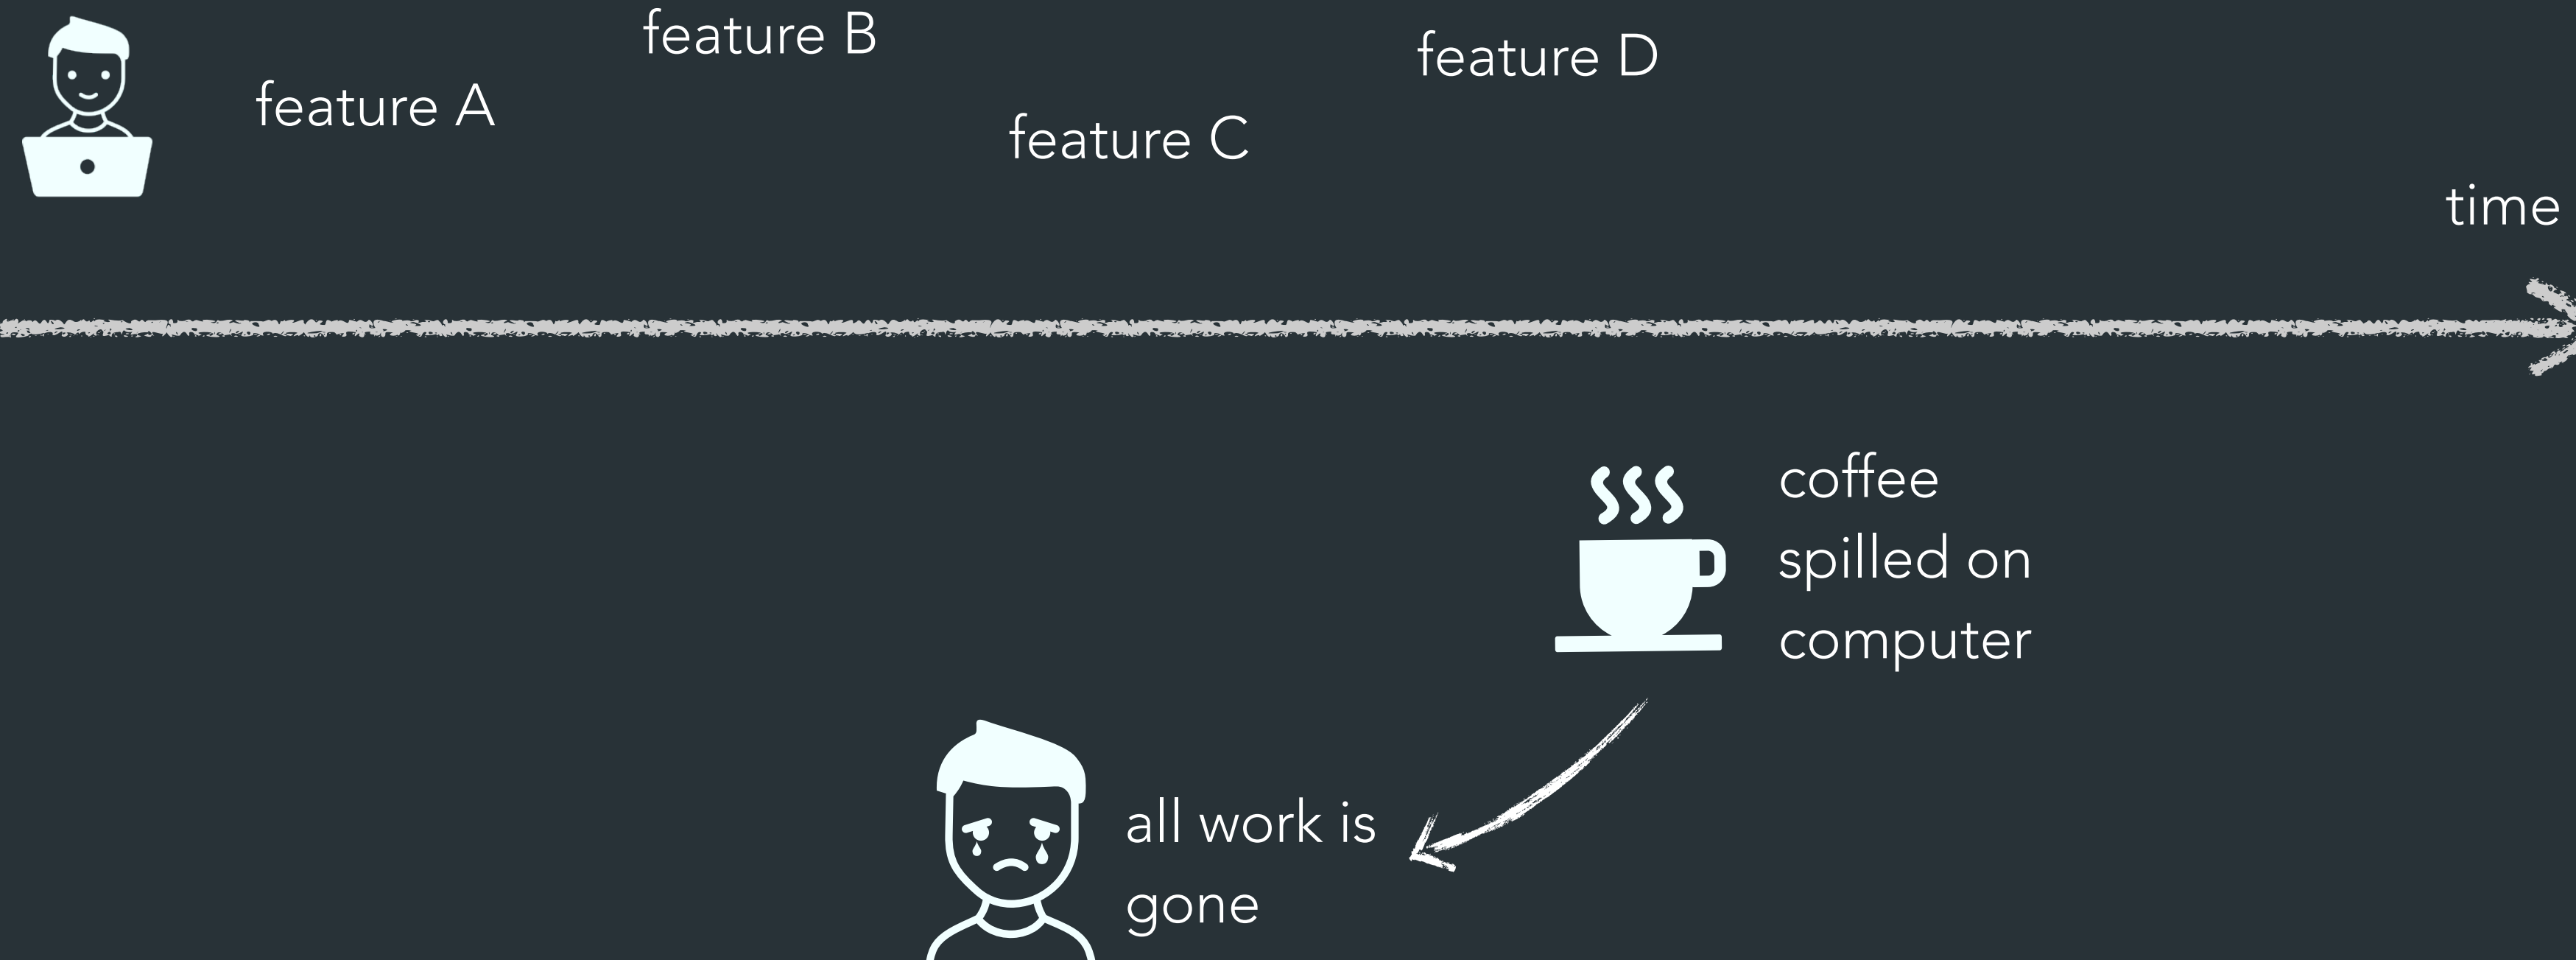 feature A
feature B
feature C
feature D
time
coffee
spilled on
computer
all work is
gone